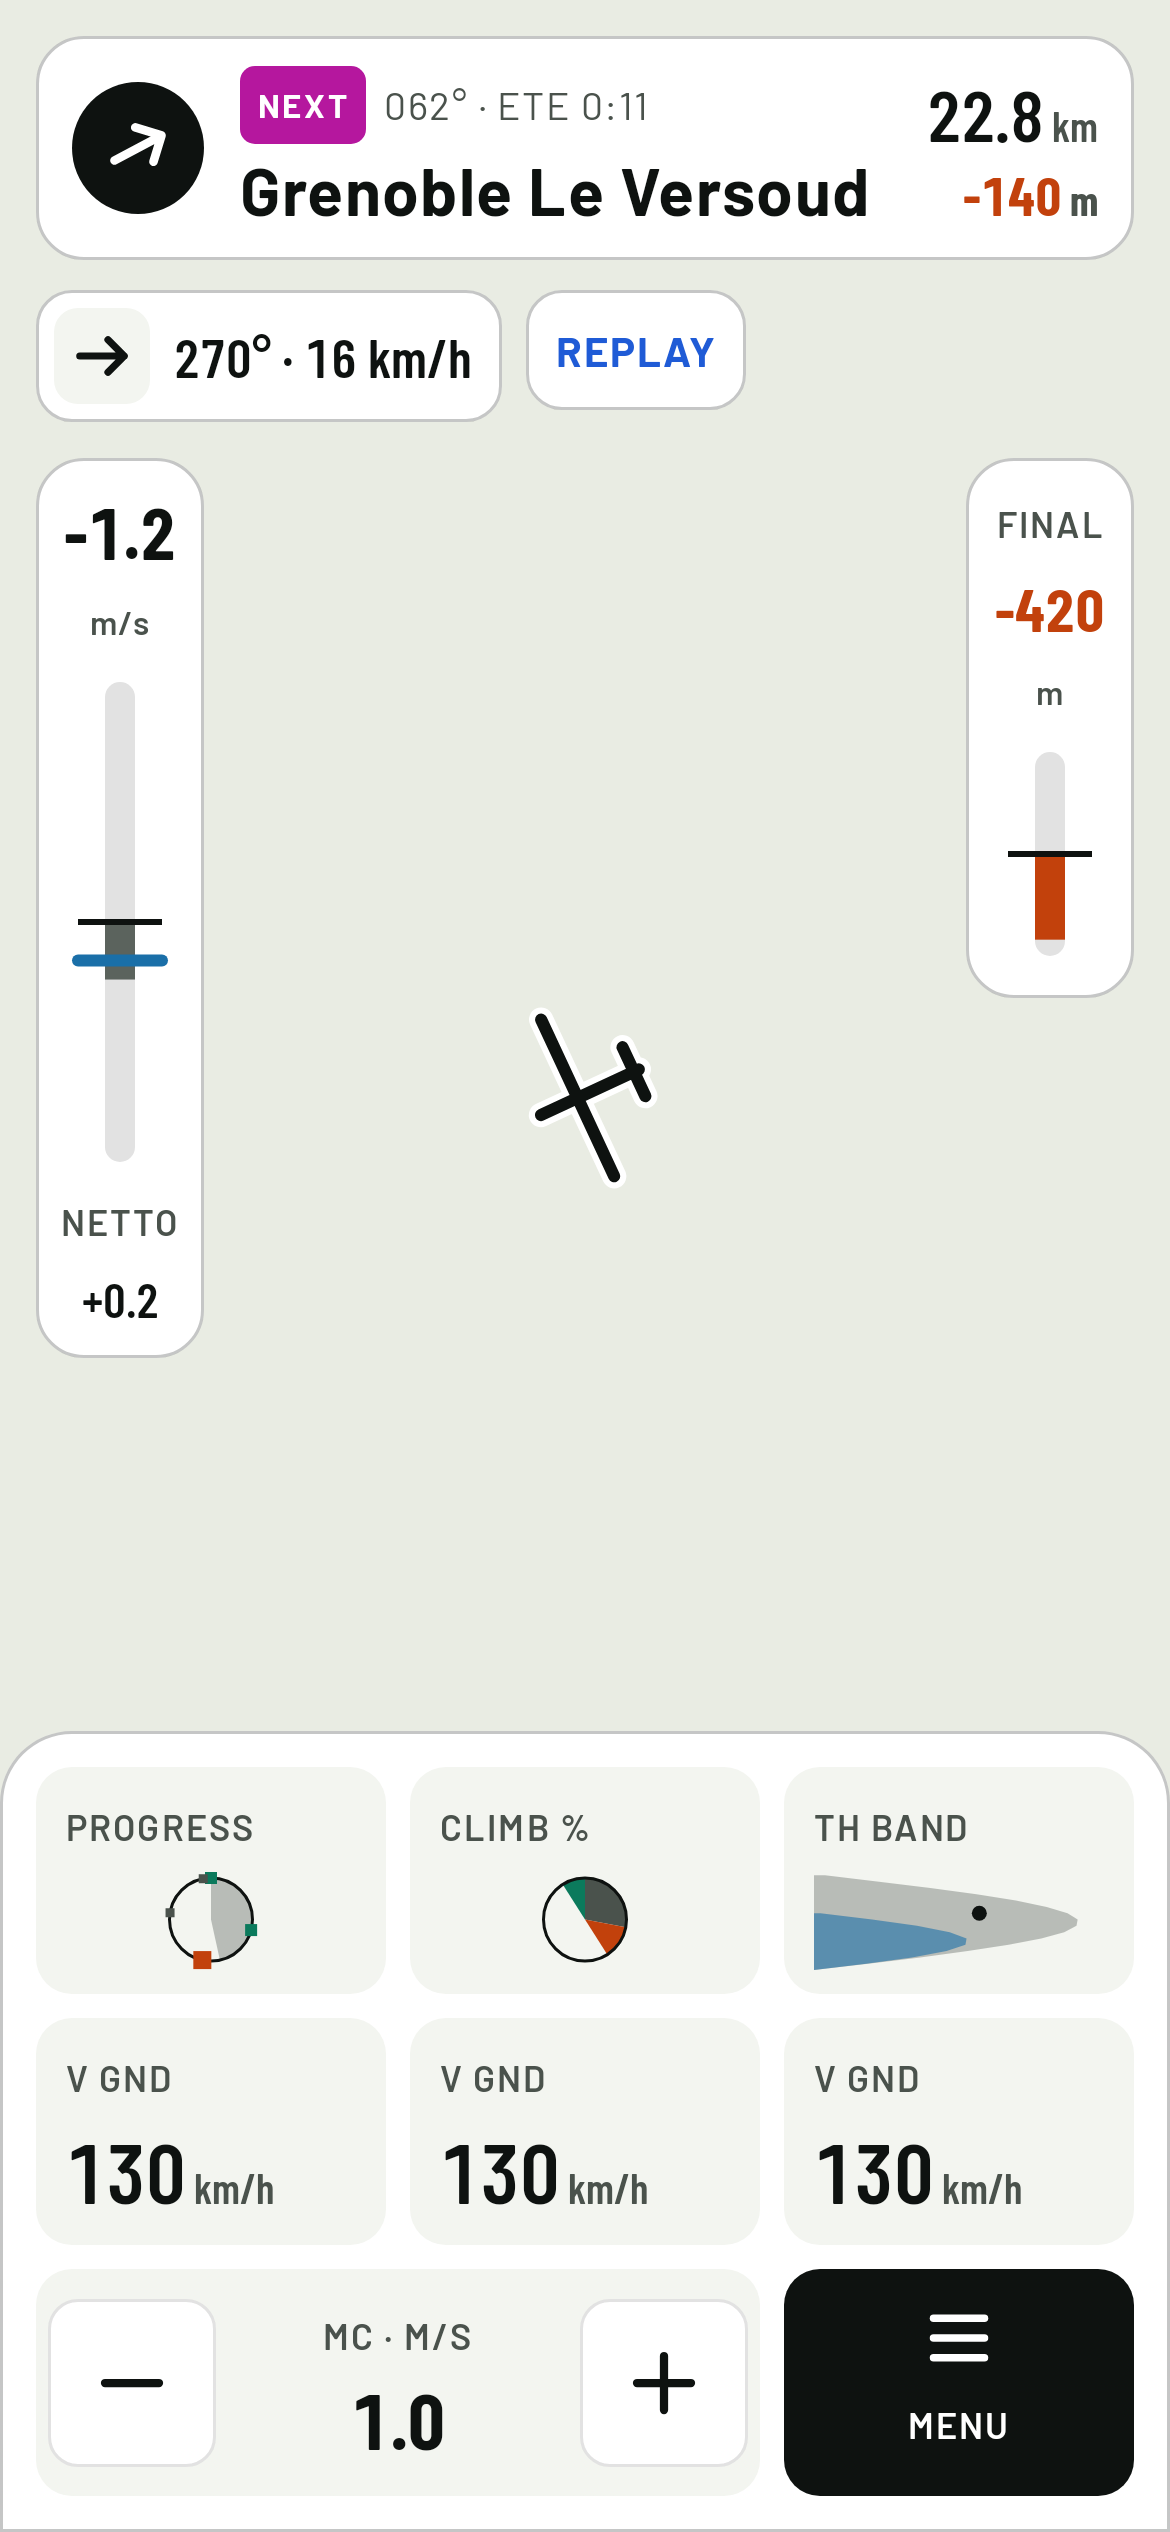 NEXT 062° · ETE 0:11
Grenoble Le Versoud
22.8 km
-140 m
270° · 16 km/h
REPLAY
-1.2
m/s
NETTO
+0.2
FINAL
-420
m
PROGRESS
CLIMB %
TH BAND
V GND
130 km/h
V GND
130 km/h
V GND
130 km/h
MC · M/S
1.0
MENU